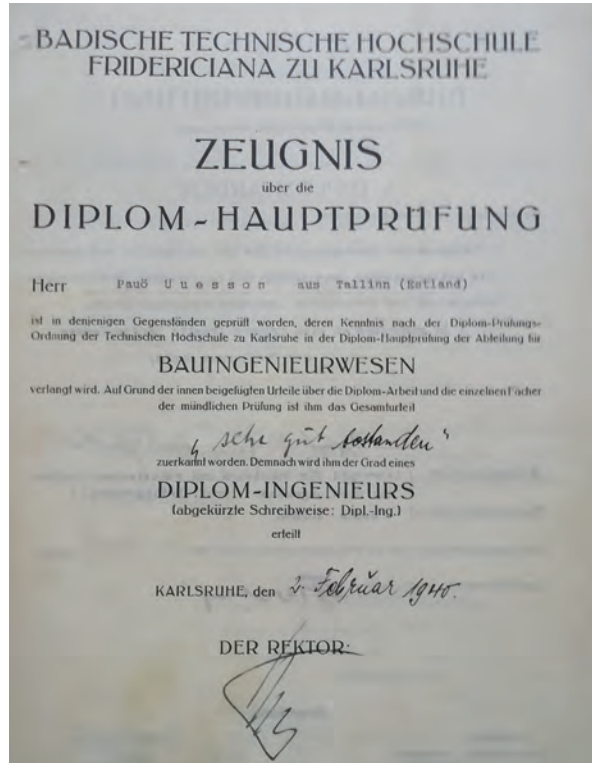 BADISCHE TECHNISCHE HOCHSCHULE
FRIDERICIANA ZU KARLSRUHE
ZEUGNIS
über die
DIPLOM-HAUPTPRÜFUNG
Herr Pauö Uuesson aus Tallinn (Estland)
ist in denjenigen Gegenständen geprüft worden, deren Kenntnis nach der Diplom-Prüfungs-
Ordnung der Technischen Hochschule zu Karlsruhe in der Diplom-Hauptprüfung der Abteilung für
BAUINGENIEURWESEN
verlangt wird. Auf Grund der innen beigefügten Urteile über die Diplom-Arbeit und die einzelnen Fächer
der mündlichen Prüfung ist ihm das Gesamturteil
„sehr gut bestanden“
zuerkannt worden. Demnach wird ihm der Grad eines
DIPLOM-INGENIEURS
(abgekürzte Schreibweise: Dipl.-Ing.)
erteilt
KARLSRUHE, den 2. Februar 1940.
DER REKTOR: